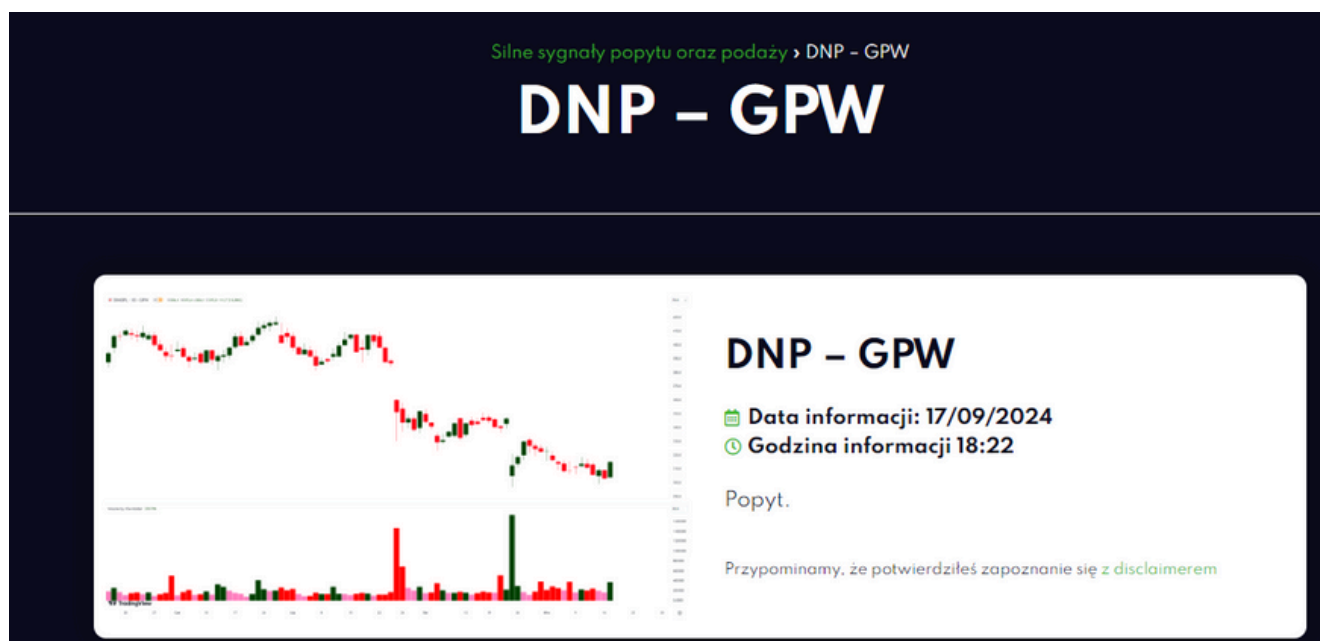 Silne sygnały popytu oraz podaży › DNP – GPW
DNP – GPW
DNP – GPW
Data informacji: 17/09/2024
Godzina informacji 18:22
Popyt.
Przypominamy, że potwierdziłeś zapoznanie się z disclaimerem
TradingView